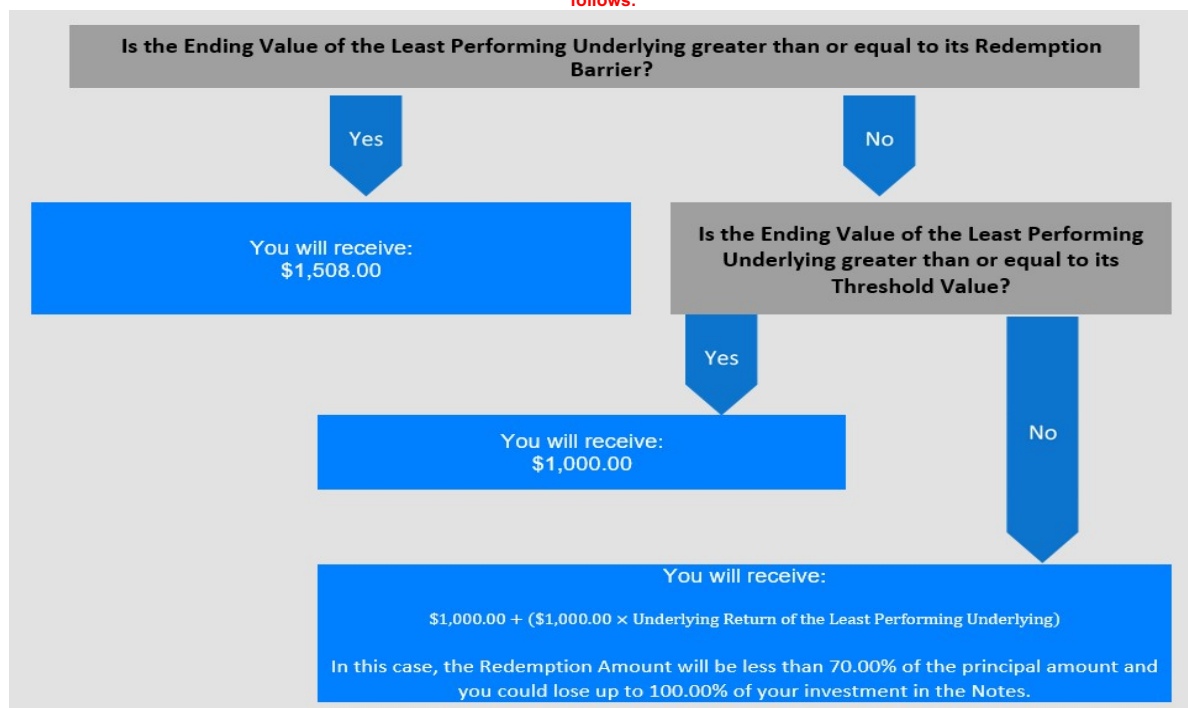 follows:
Is the Ending Value of the Least Performing Underlying greater than or equal to its Redemption
Barrier?
Yes
No
You will receive:
$1,508.00
Is the Ending Value of the Least Performing
Underlying greater than or equal to its
Threshold Value?
Yes
No
You will receive:
$1,000.00
You will receive:
$1,000.00 + ($1,000.00 × Underlying Return of the Least Performing Underlying)
In this case, the Redemption Amount will be less than 70.00% of the principal amount and
you could lose up to 100.00% of your investment in the Notes.